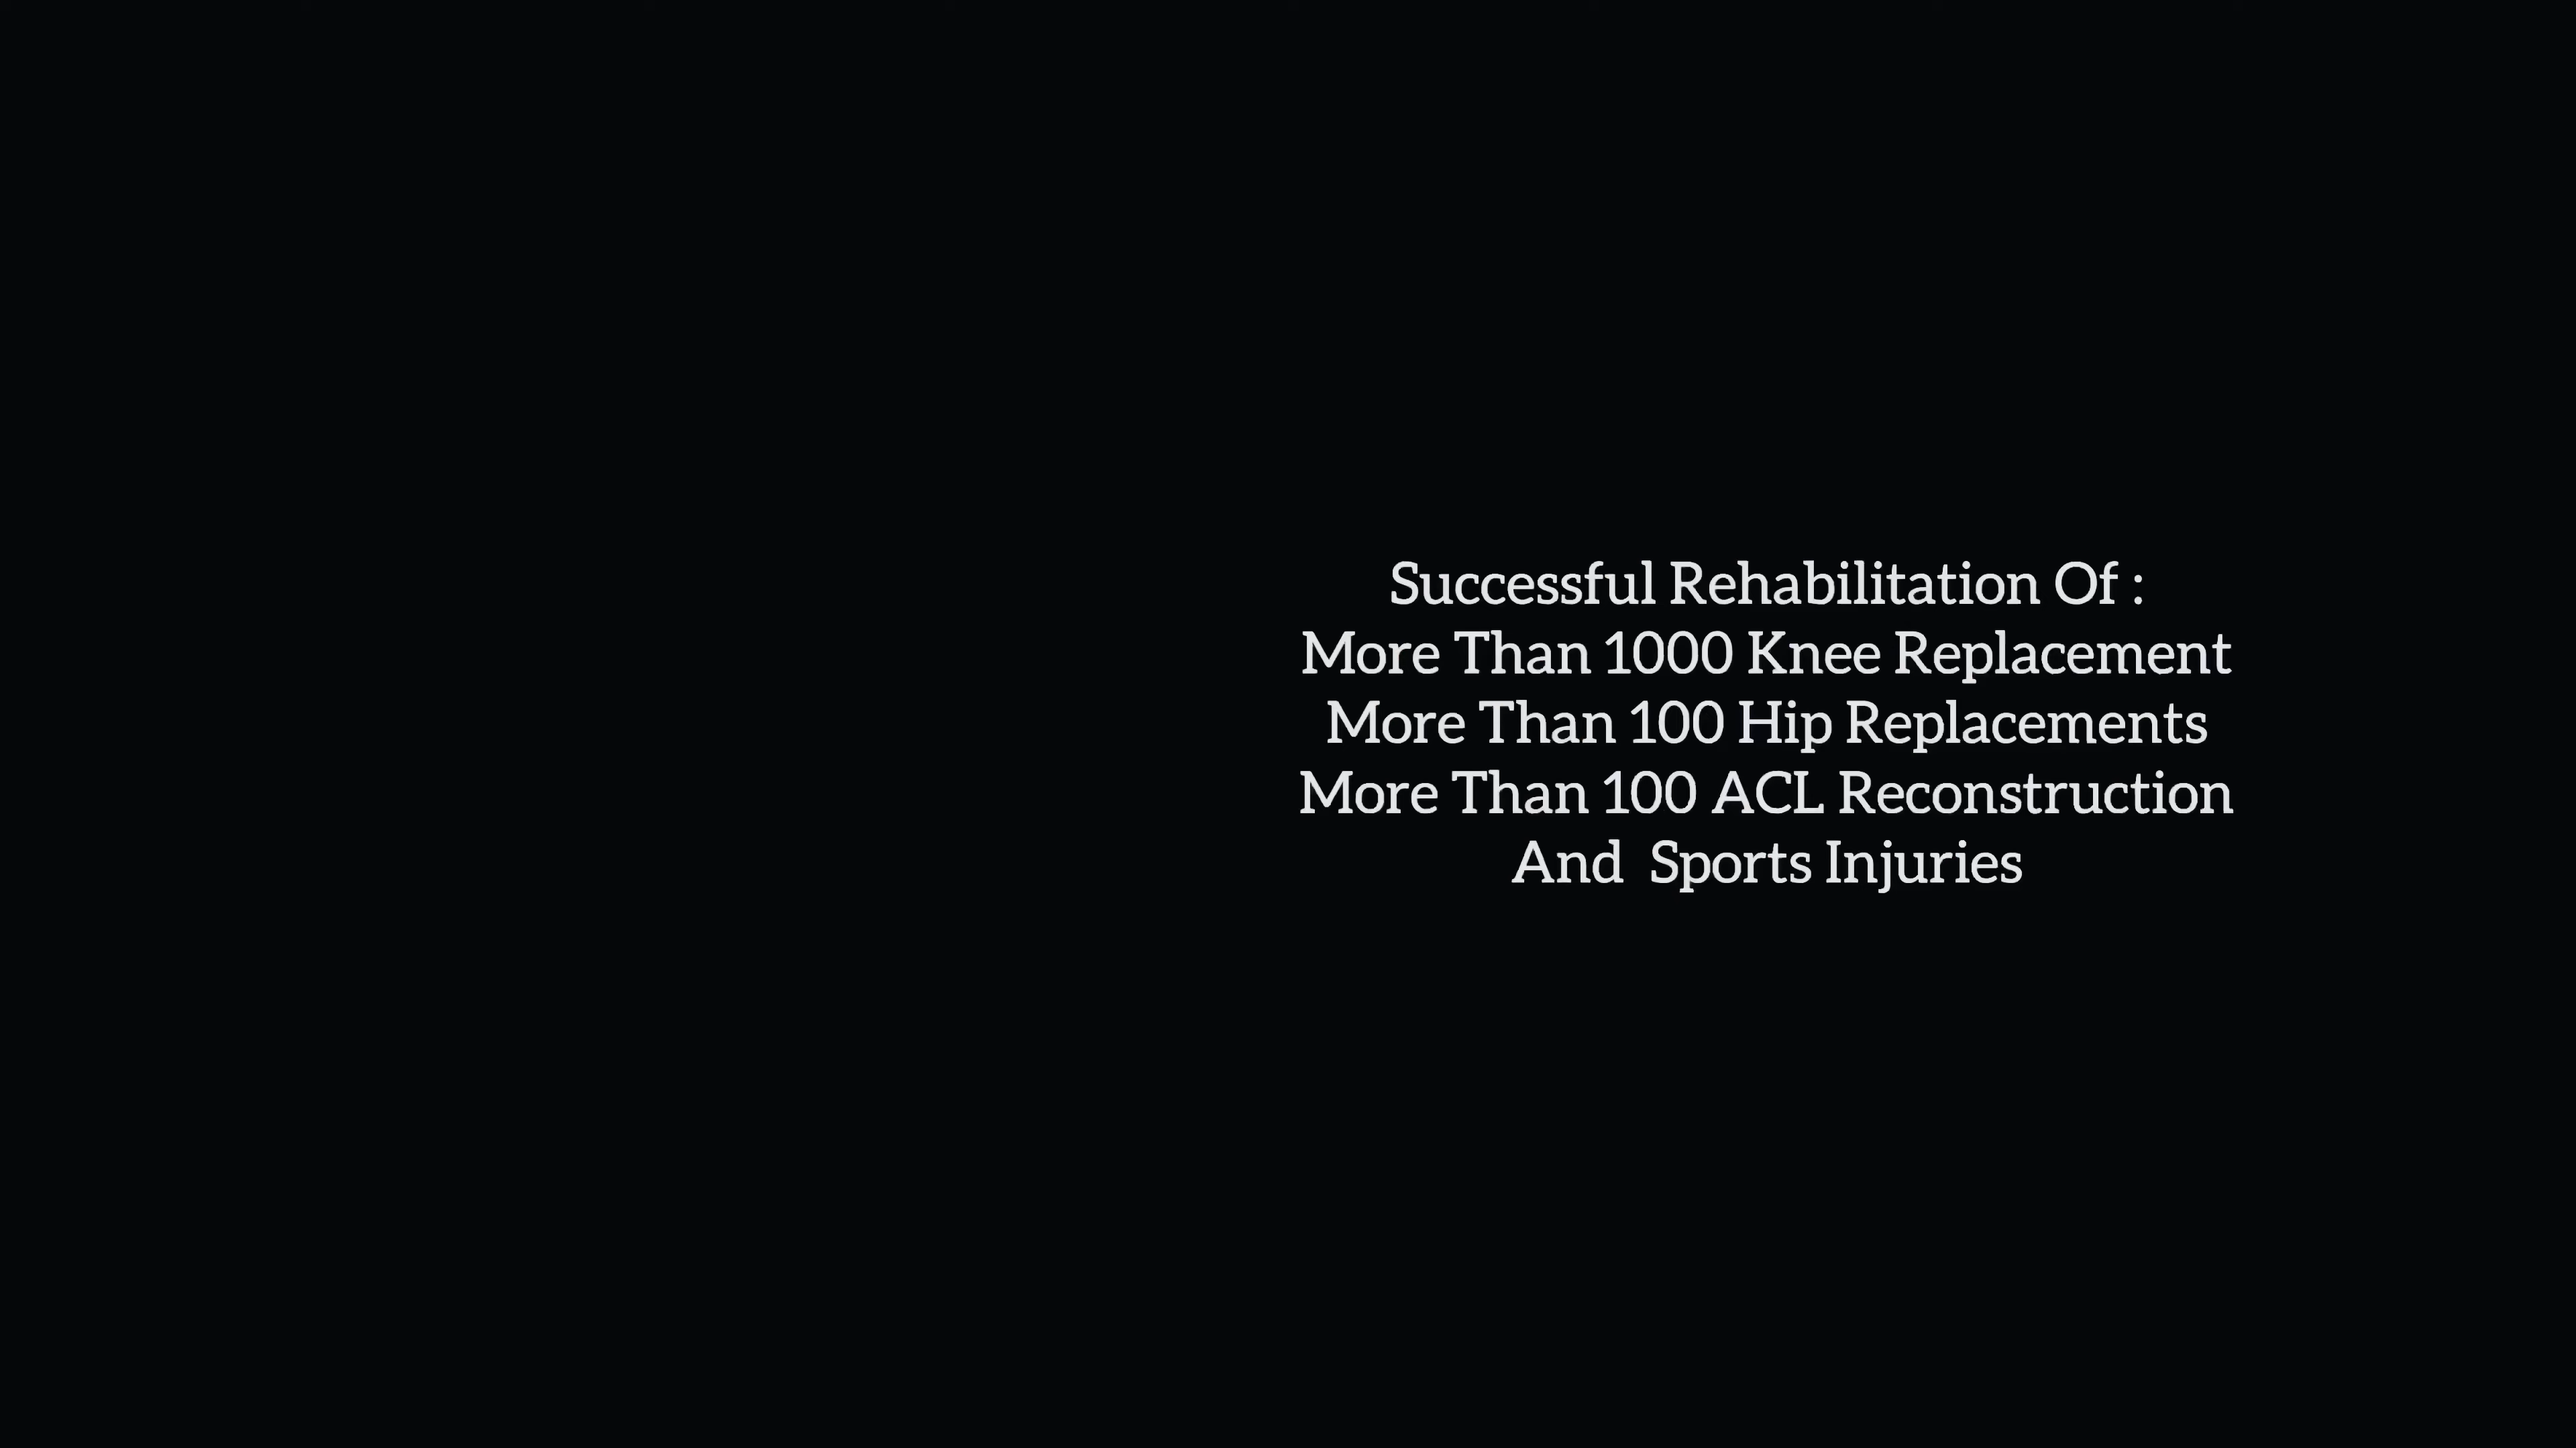 Successful Rehabilitation Of :
More Than 1000 Knee Replacement
More Than 100 Hip Replacements
More Than 100 ACL Reconstruction
And  Sports Injuries